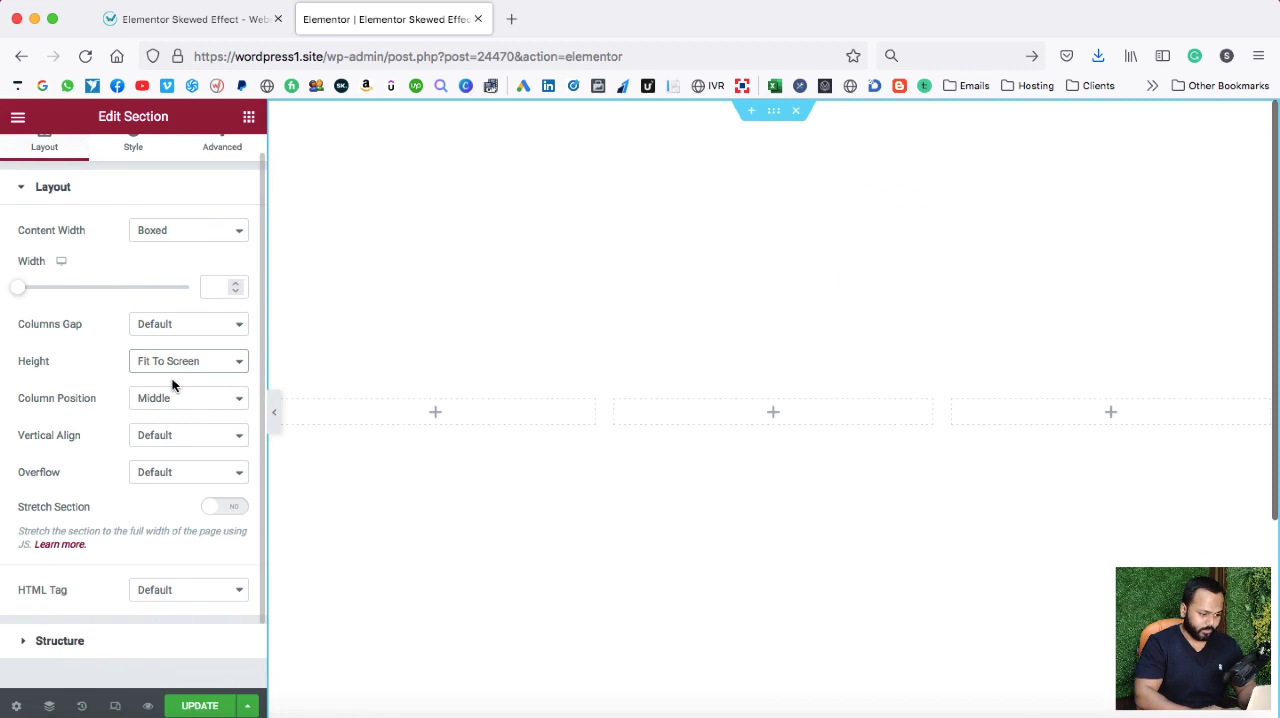 Elementor Skewed Effect - Webs
Elementor | Elementor Skewed Effec
https://wordpress1.site/wp-admin/post.php?post=24470&action=elementor
IVR
Emails
Hosting
Clients
Other Bookmarks
Edit Section
Layout
Style
Advanced
Layout
Content Width
Boxed
Width
Columns Gap
Default
Height
Fit To Screen
Column Position
Middle
Vertical Align
Default
Overflow
Default
Stretch Section
NO
Stretch the section to the full width of the page using
JS. Learn more.
HTML Tag
Default
Structure
UPDATE